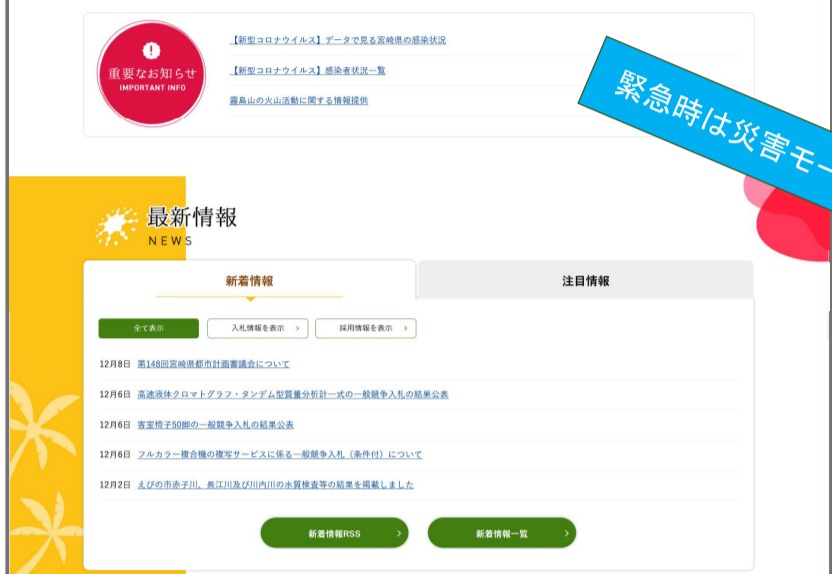 【新型コロナウイルス】データで見る宮崎県の感染状況
重要なお知らせ
IMPORTANT INFO
【新型コロナウイルス】感染者状況一覧
霧島山の火山活動に関する情報提供
緊急時は災害モー
最新情報
NEWS
新着情報
注目情報
全て表示
入札情報を表示 >
採用情報を表示 >
12月8日 第148回宮崎県都市計画審議会について
12月6日 高速液体クロマトグラフ・タンデム型質量分析計一式の一般競争入札の結果公表
12月6日 客室椅子50脚の一般競争入札の結果公表
12月6日 フルカラー複合機の複写サービスに係る一般競争入札（条件付）について
12月2日 えびの市赤子川、長江川及び川内川の水質検査等の結果を掲載しました
新着情報RSS >
新着情報一覧 >